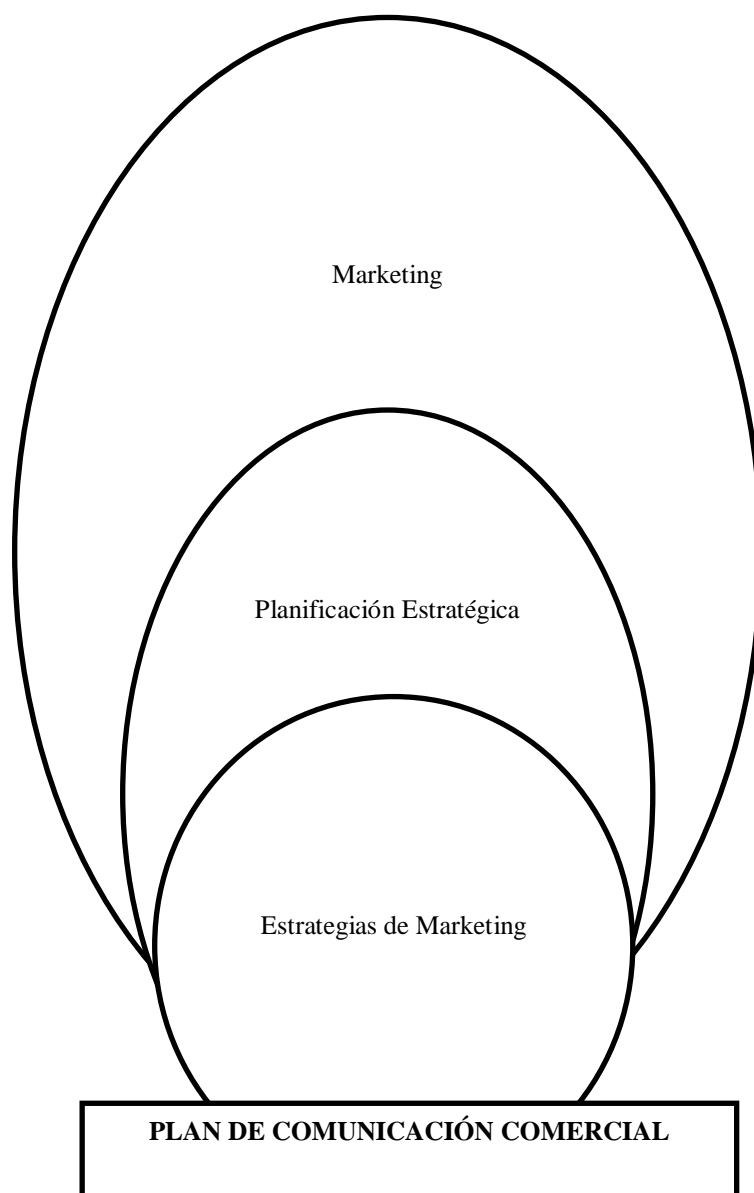 Marketing
Planificación Estratégica
Estrategias de Marketing
PLAN DE COMUNICACIÓN COMERCIAL